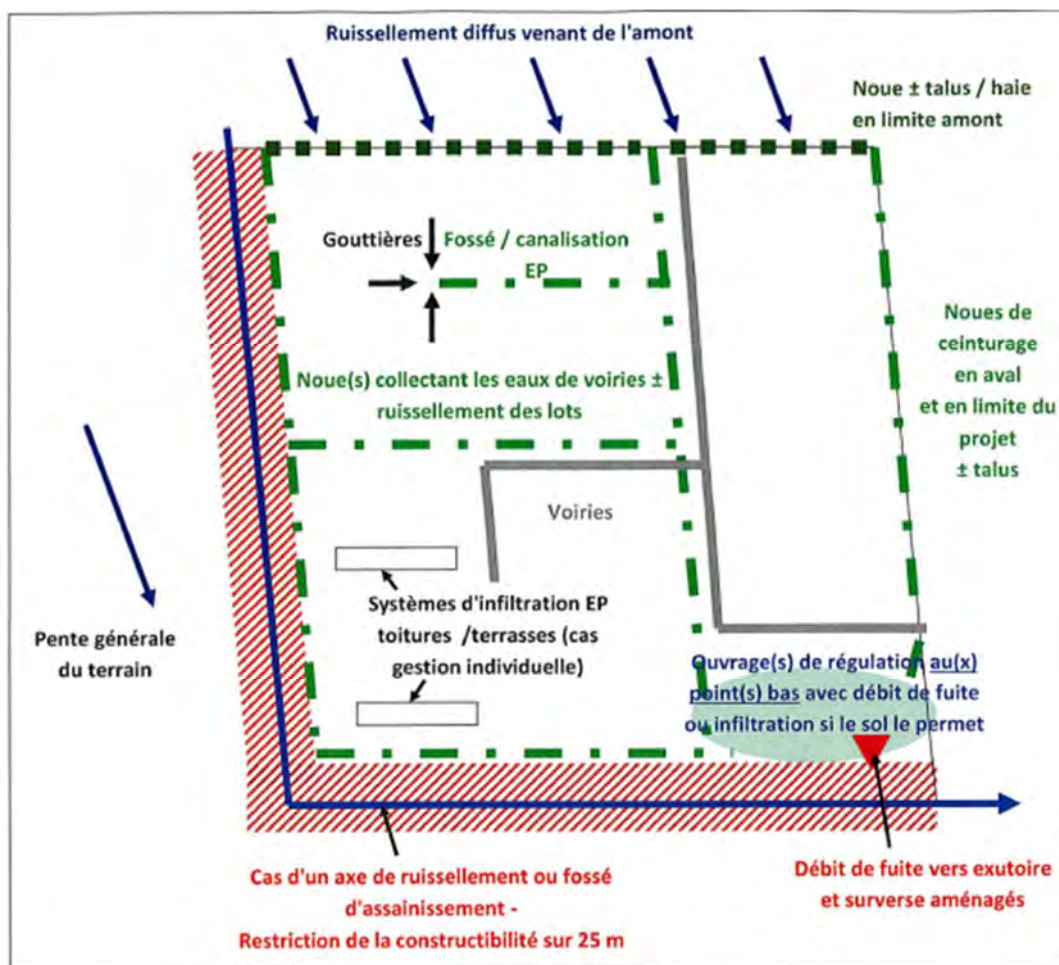 Ruissellement diffus venant de l'amont
Noue ± talus / haie
en limite amont
Gouttières
Fossé / canalisation
EP
Noues de
ceinturage
en aval
et en limite du
projet
± talus
Noue(s) collectant les eaux de voiries ±
ruissellement des lots
Voiries
Systèmes d'infiltration EP
toitures /terrasses (cas
gestion individuelle)
Pente générale
du terrain
Ouvrage(s) de régulation au(x)
point(s) bas avec débit de fuite
ou infiltration si le sol le permet
Cas d'un axe de ruissellement ou fossé
d'assainissement -
Restriction de la constructibilité sur 25 m
Débit de fuite vers exutoire
et surverse aménagés